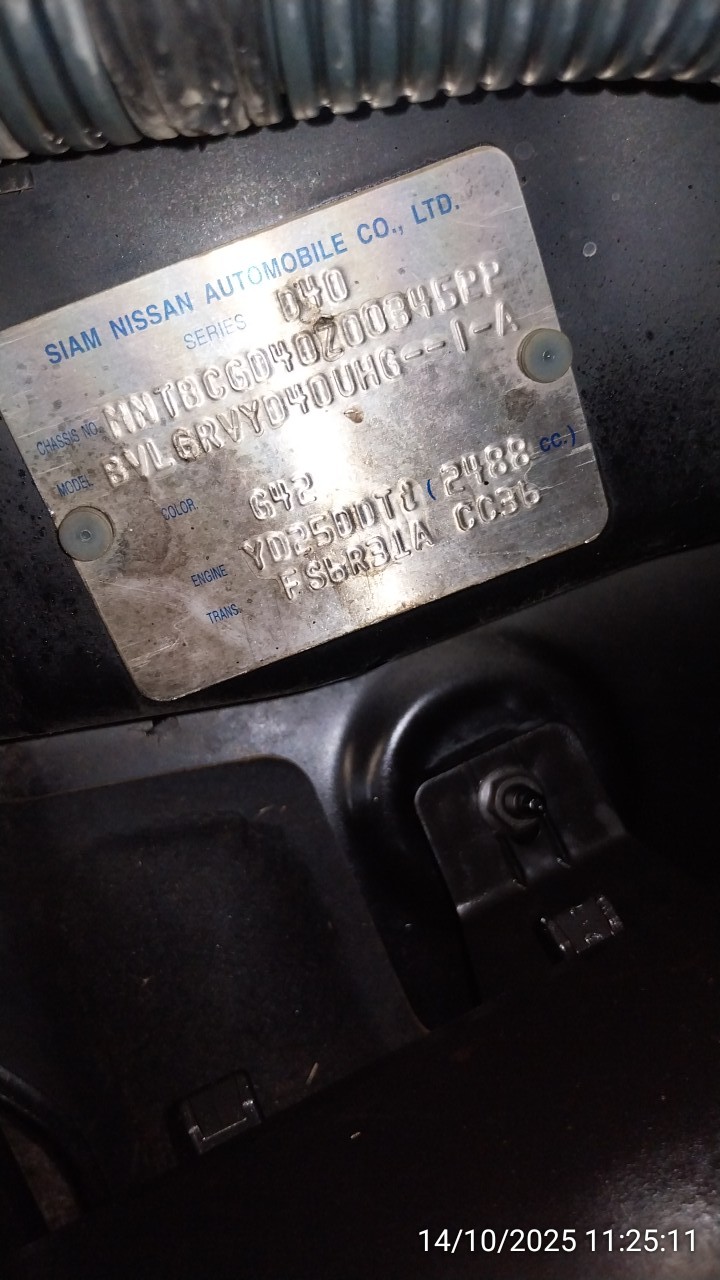 SIAM NISSAN AUTOMOBILE CO., LTD.
SERIES D40
CHASSIS NO. MNTBCGD40Z00
MODEL BVLGRVYD40UHG--I-A
COLOR. G42
ENGINE YD25DDTI (2488 CC.)
TRANS. FS6R31A CC36
14/10/2025 11:25:11